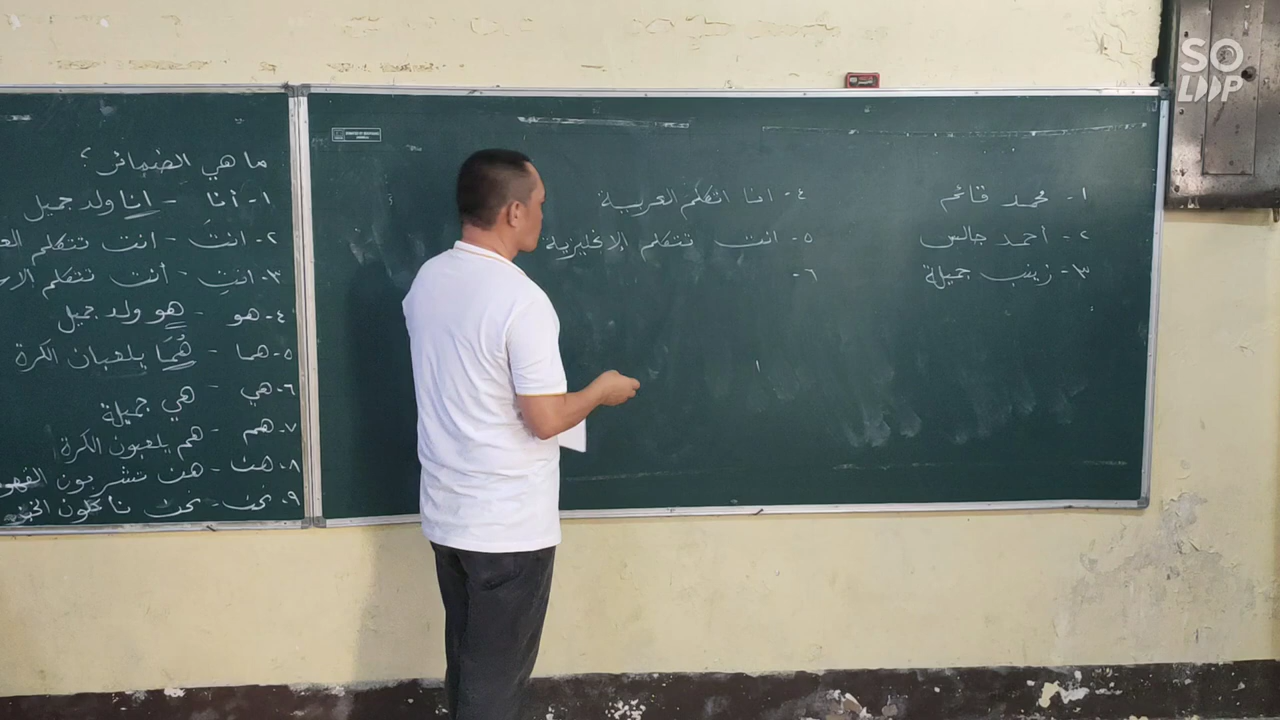 ١- محمد قائم
٢- أحمد جالس
٣- زينب جميلة
٤- انا اتكلم العربية
٥- انت تتكلم الانجليزية
٦-
ما هي الضمائر؟
١- أنا - انا ولد جميل
٢- انتَ - انت تتكلم
٣- انتِ - أنت تتكلم
٤- هو - هو ولد جميل
٥- هما - هُمَا يلعبان الكرة
٦- هي - هي جميلة
٧- هم - هم يلعبون الكرة
٨- هن - هن تشربون القهو
٩- نحن - نحن تاكلون
SO
LOOP